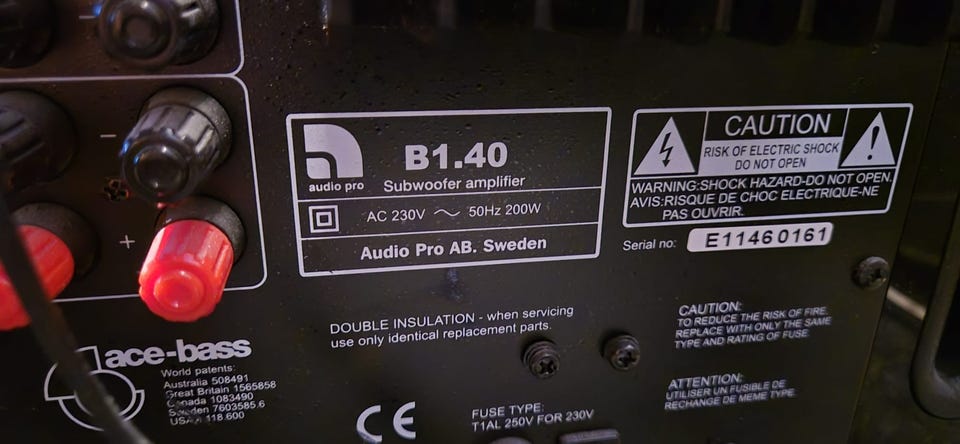 audio pro
B1.40
Subwoofer amplifier
AC 230V ~ 50Hz 200W
Audio Pro AB. Sweden
CAUTION
RISK OF ELECTRIC SHOCK
DO NOT OPEN
WARNING:SHOCK HAZARD-DO NOT OPEN.
AVIS:RISQUE DE CHOC ELECTRIQUE-NE
PAS OUVRIR.
Serial no: E11460161
−
+
DOUBLE INSULATION - when servicing
use only identical replacement parts.
CAUTION:
TO REDUCE THE RISK OF FIRE.
REPLACE WITH ONLY THE SAME
TYPE AND RATING OF FUSE.
ATTENTION:
UTILISER UN FUSIBLE DE
RECHANGE DE MEME TYPE.
ace-bass
World patents:
Australia 508491
Great Britain 1565858
Canada 1083490
Sweden 7603585.6
118.600
CE
FUSE TYPE:
T1AL 250V FOR 230V